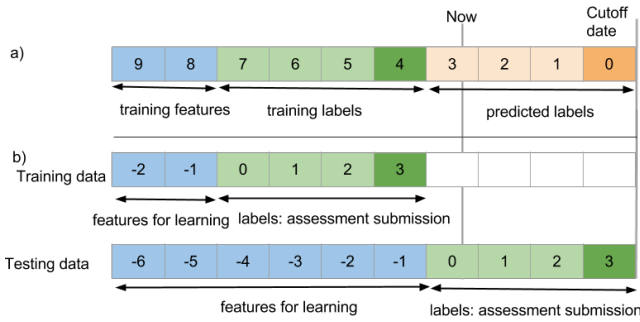 Now
Cutoff
date
a)
9 8 7 6 5 4 3 2 1 0
training features
training labels
predicted labels
b)
Training data
-2 -1 0 1 2 3
features for learning
labels: assessment submission
Testing data
-6 -5 -4 -3 -2 -1 0 1 2 3
features for learning
labels: assessment submission